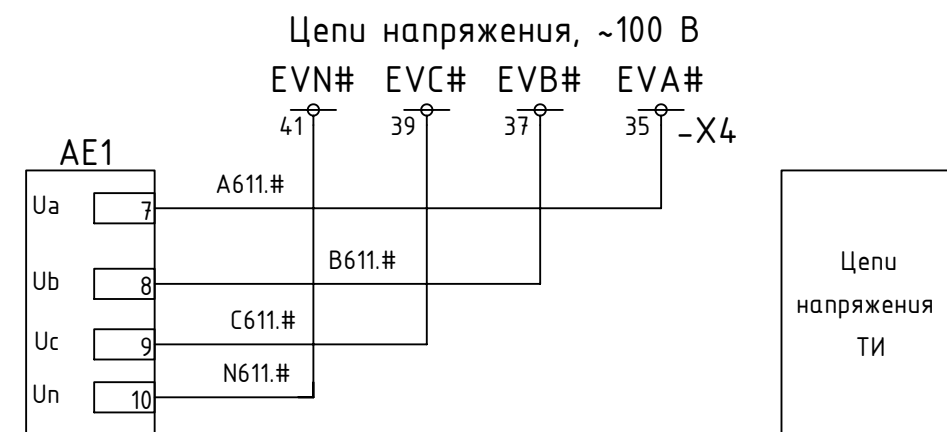 Цепи напряжения, ~100 В
EVN# EVC# EVB# EVA#
41 39 37 35 -X4
AE1
A611.#
Ua 7
B611.#
Ub 8
C611.#
Uc 9
N611.#
Un 10
Цепи
напряжения
ТИ